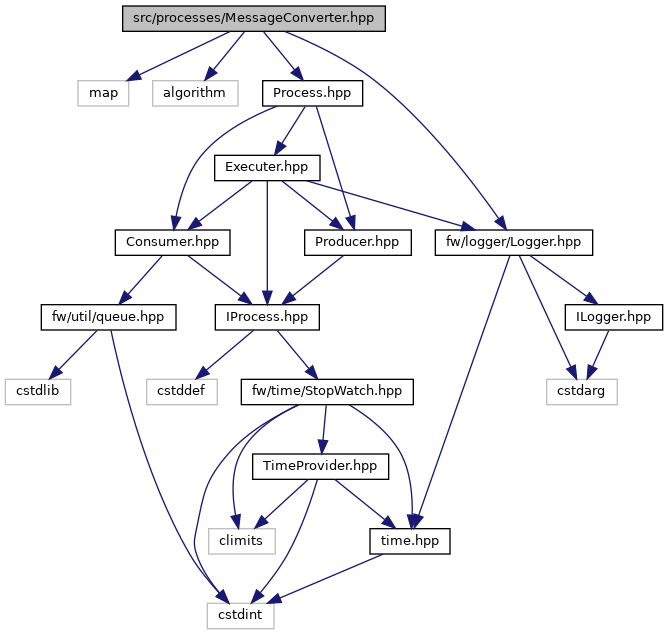 src/processes/MessageConverter.hpp
map
algorithm
Process.hpp
Executer.hpp
Consumer.hpp
Producer.hpp
fw/logger/Logger.hpp
fw/util/queue.hpp
IProcess.hpp
ILogger.hpp
cstdlib
cstddef
fw/time/StopWatch.hpp
cstdarg
TimeProvider.hpp
climits
time.hpp
cstdint